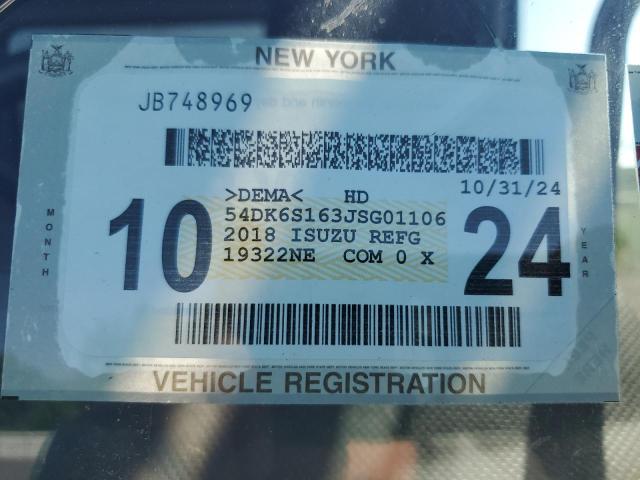 NEW YORK
JB748969
>DEMA< HD 10/31/24
MONTH 10 54DK6S163JSG01106 24 YEAR
2018 ISUZU REFG
19322NE COM 0 X
VEHICLE REGISTRATION